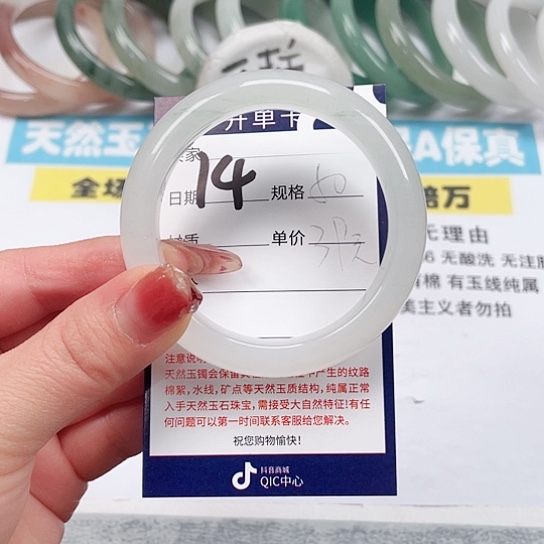 开单卡
天然玉
A保真
全场
赔万
家
14
日期 规格
单价
无理由
6 无酸洗 无注胶
有棉 有玉线纯属
美主义者勿拍
注意说
天然玉镯会保留 产生的纹路
棉絮，水线，矿点等天然玉质结构，纯属正常
入手天然玉石珠宝，需接受大自然特征！有任
何问题可以第一时间联系客服给您解决。
祝您购物愉快！
抖音商城
QIC中心